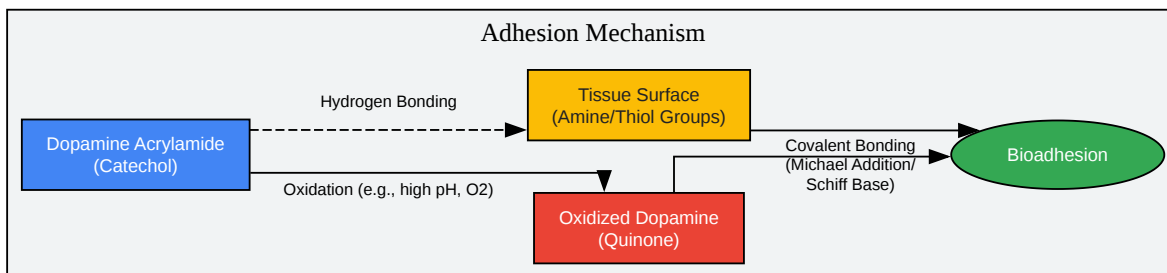 Adhesion Mechanism
Hydrogen Bonding
Tissue Surface
(Amine/Thiol Groups)
Dopamine Acrylamide
(Catechol)
Covalent Bonding
(Michael Addition/
Schiff Base)
Bioadhesion
Oxidation (e.g., high pH, O2)
Oxidized Dopamine
(Quinone)